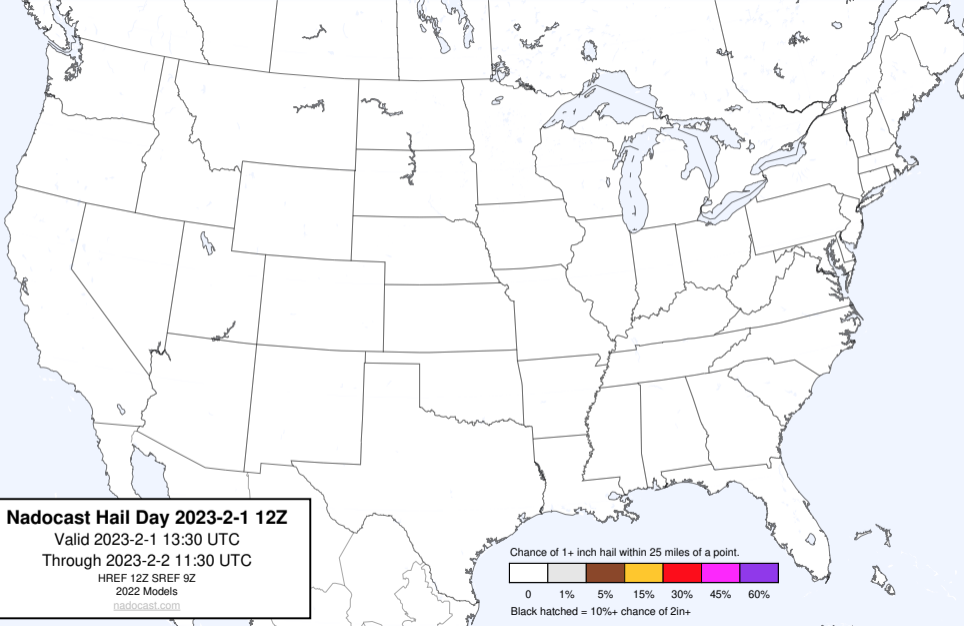 Nadocast Hail Day 2023-2-1 12Z
Valid 2023-2-1 13:30 UTC
Through 2023-2-2 11:30 UTC
HREF 12Z SREF 9Z
2022 Models
nadocast.com
Chance of 1+ inch hail within 25 miles of a point.
0 1% 5% 15% 30% 45% 60%
Black hatched = 10%+ chance of 2in+